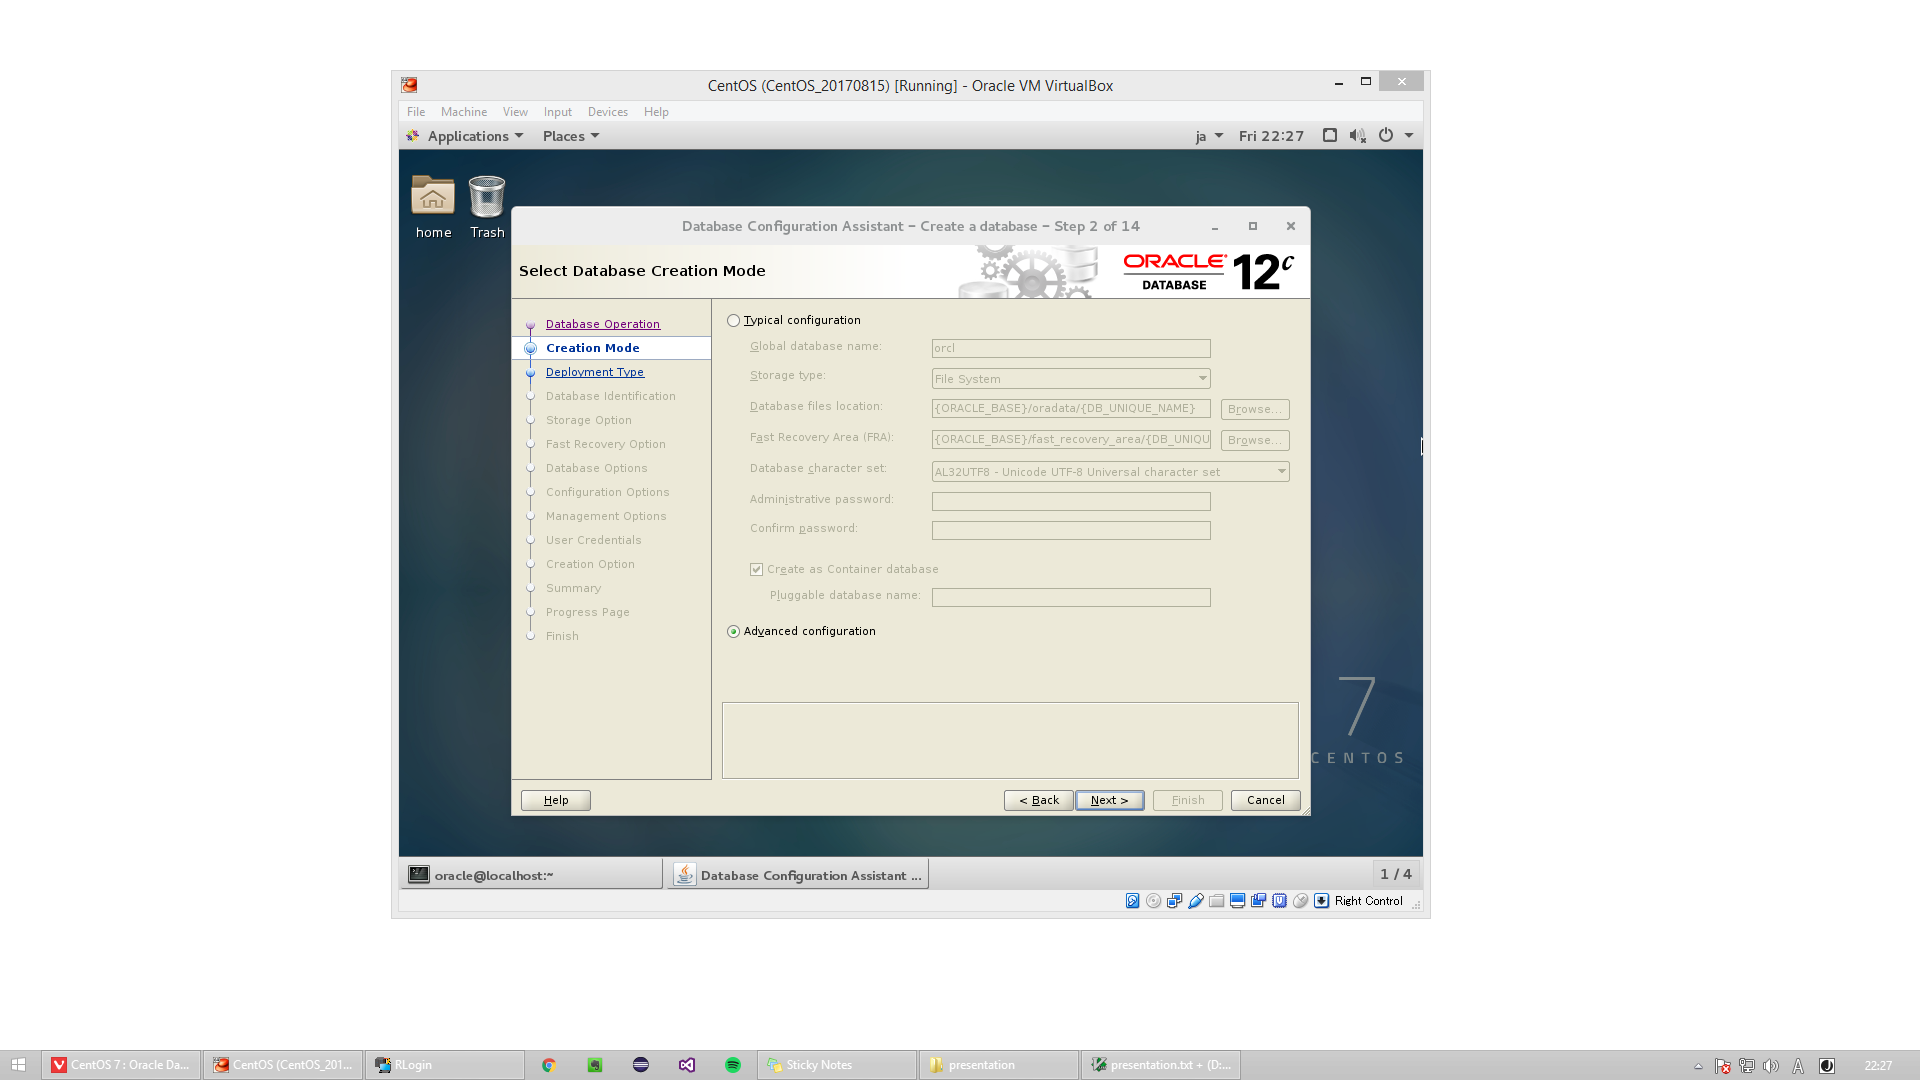 CentOS (CentOS_20170815) [Running] - Oracle VM VirtualBox
File Machine View Input Devices Help
Applications Places ja Fri 22:27
home Trash
Database Configuration Assistant – Create a database – Step 2 of 14
Select Database Creation Mode
ORACLE DATABASE 12c
Database Operation
Creation Mode
Deployment Type
Database Identification
Storage Option
Fast Recovery Option
Database Options
Configuration Options
Management Options
User Credentials
Creation Option
Summary
Progress Page
Finish
Typical configuration
Global database name: orcl
Storage type: File System
Database files location: {ORACLE_BASE}/oradata/{DB_UNIQUE_NAME} Browse...
Fast Recovery Area (FRA): {ORACLE_BASE}/fast_recovery_area/{DB_UNIQU Browse...
Database character set: AL32UTF8 - Unicode UTF-8 Universal character set
Administrative password:
Confirm password:
Create as Container database
Pluggable database name:
Advanced configuration
7
CENTOS
Help < Back Next > Finish Cancel
oracle@localhost:~ Database Configuration Assistant ... 1 / 4
Right Control
CentOS 7 : Oracle Da... CentOS (CentOS_201... RLogin Sticky Notes presentation presentation.txt + (D:... A 22:27